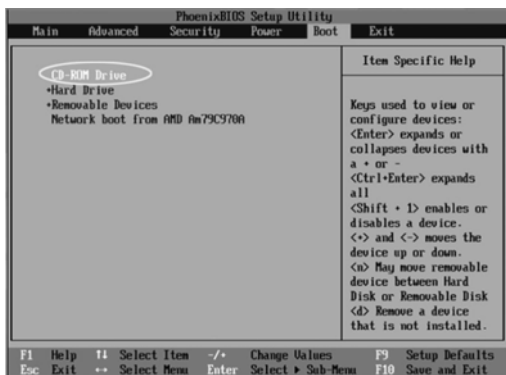 PhoenixBIOS Setup Utility
Main Advanced Security Power Boot Exit
CD-ROM Drive
+Hard Drive
+Removable Devices
Network boot from AMD Am79C970A
Item Specific Help
Keys used to view or
configure devices:
<Enter> expands or
collapses devices with
a + or -
<Ctrl+Enter> expands
all
<Shift + 1> enables or
disables a device.
<+> and <-> moves the
device up or down.
<n> May move removable
device between Hard
Disk or Removable Disk
<d> Remove a device
that is not installed.
F1 Help ↑↓ Select Item -/+ Change Values F9 Setup Defaults
Esc Exit ↔ Select Menu Enter Select ▶ Sub-Menu F10 Save and Exit